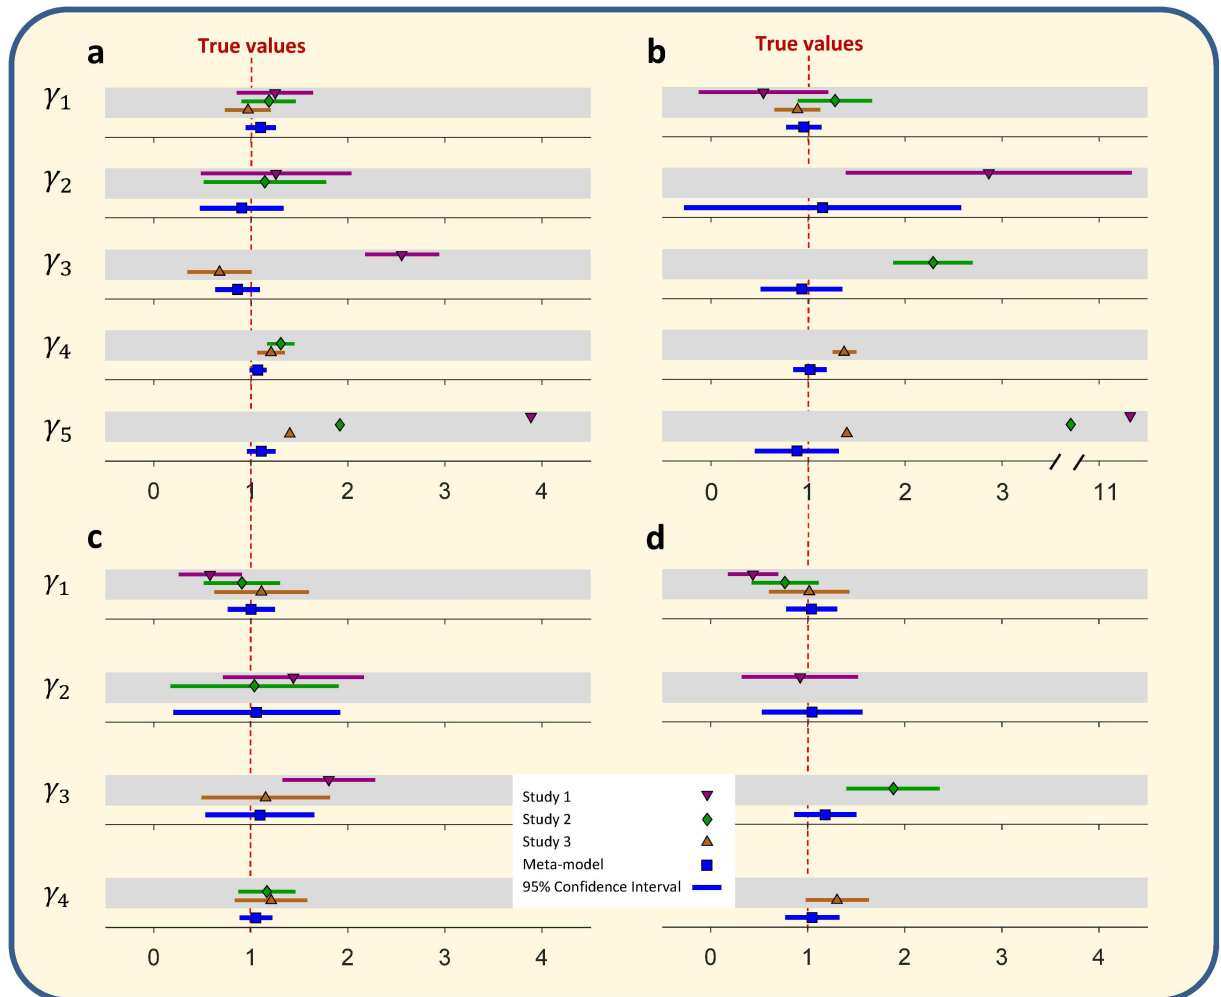 a
True values
b
True values
γ1
γ2
γ3
γ4
γ5
0 1 2 3 4
0 1 2 3 11
c
d
γ1
γ2
γ3
Study 1
Study 2
Study 3
Meta-model
95% Confidence Interval
γ4
0 1 2 3 4
0 1 2 3 4